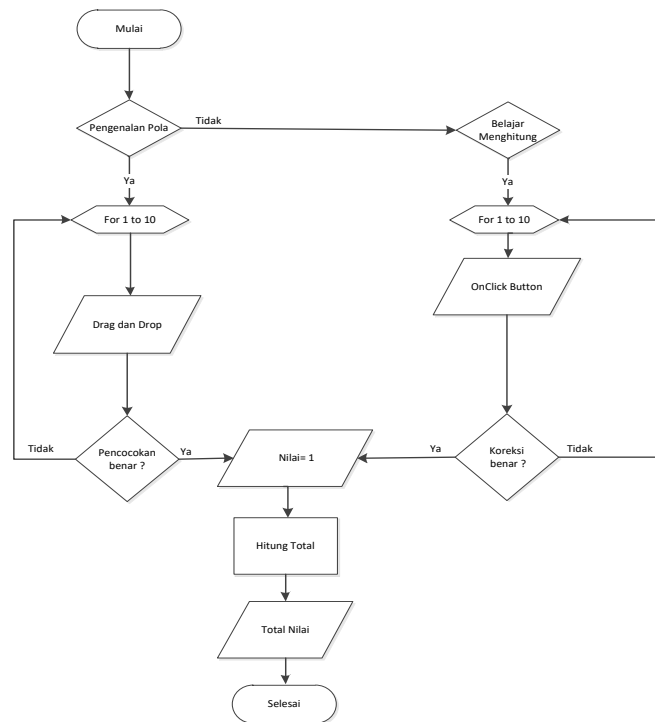 Mulai
Pengenalan Pola
Tidak
Belajar
Menghitung
Ya
Ya
For 1 to 10
For 1 to 10
OnClick Button
Drag dan Drop
Tidak
Pencocokan
benar ?
Ya
Nilai= 1
Ya
Koreksi
benar ?
Tidak
Hitung Total
Total Nilai
Selesai